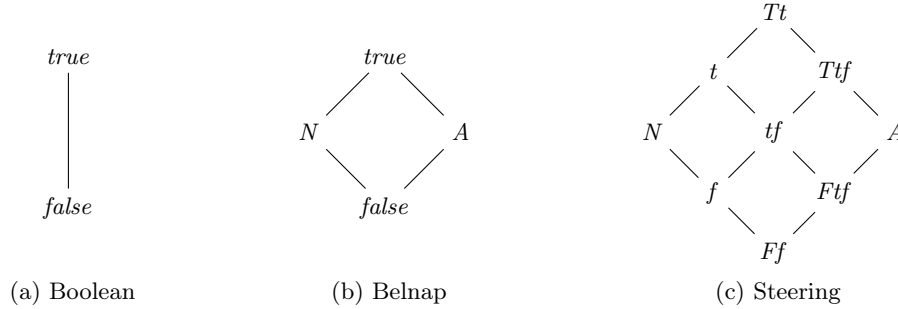 Tt
true
true
t
Ttf
N
A
N
tf
A
false
false
f
Ftf
Ff
(a) Boolean
(b) Belnap
(c) Steering